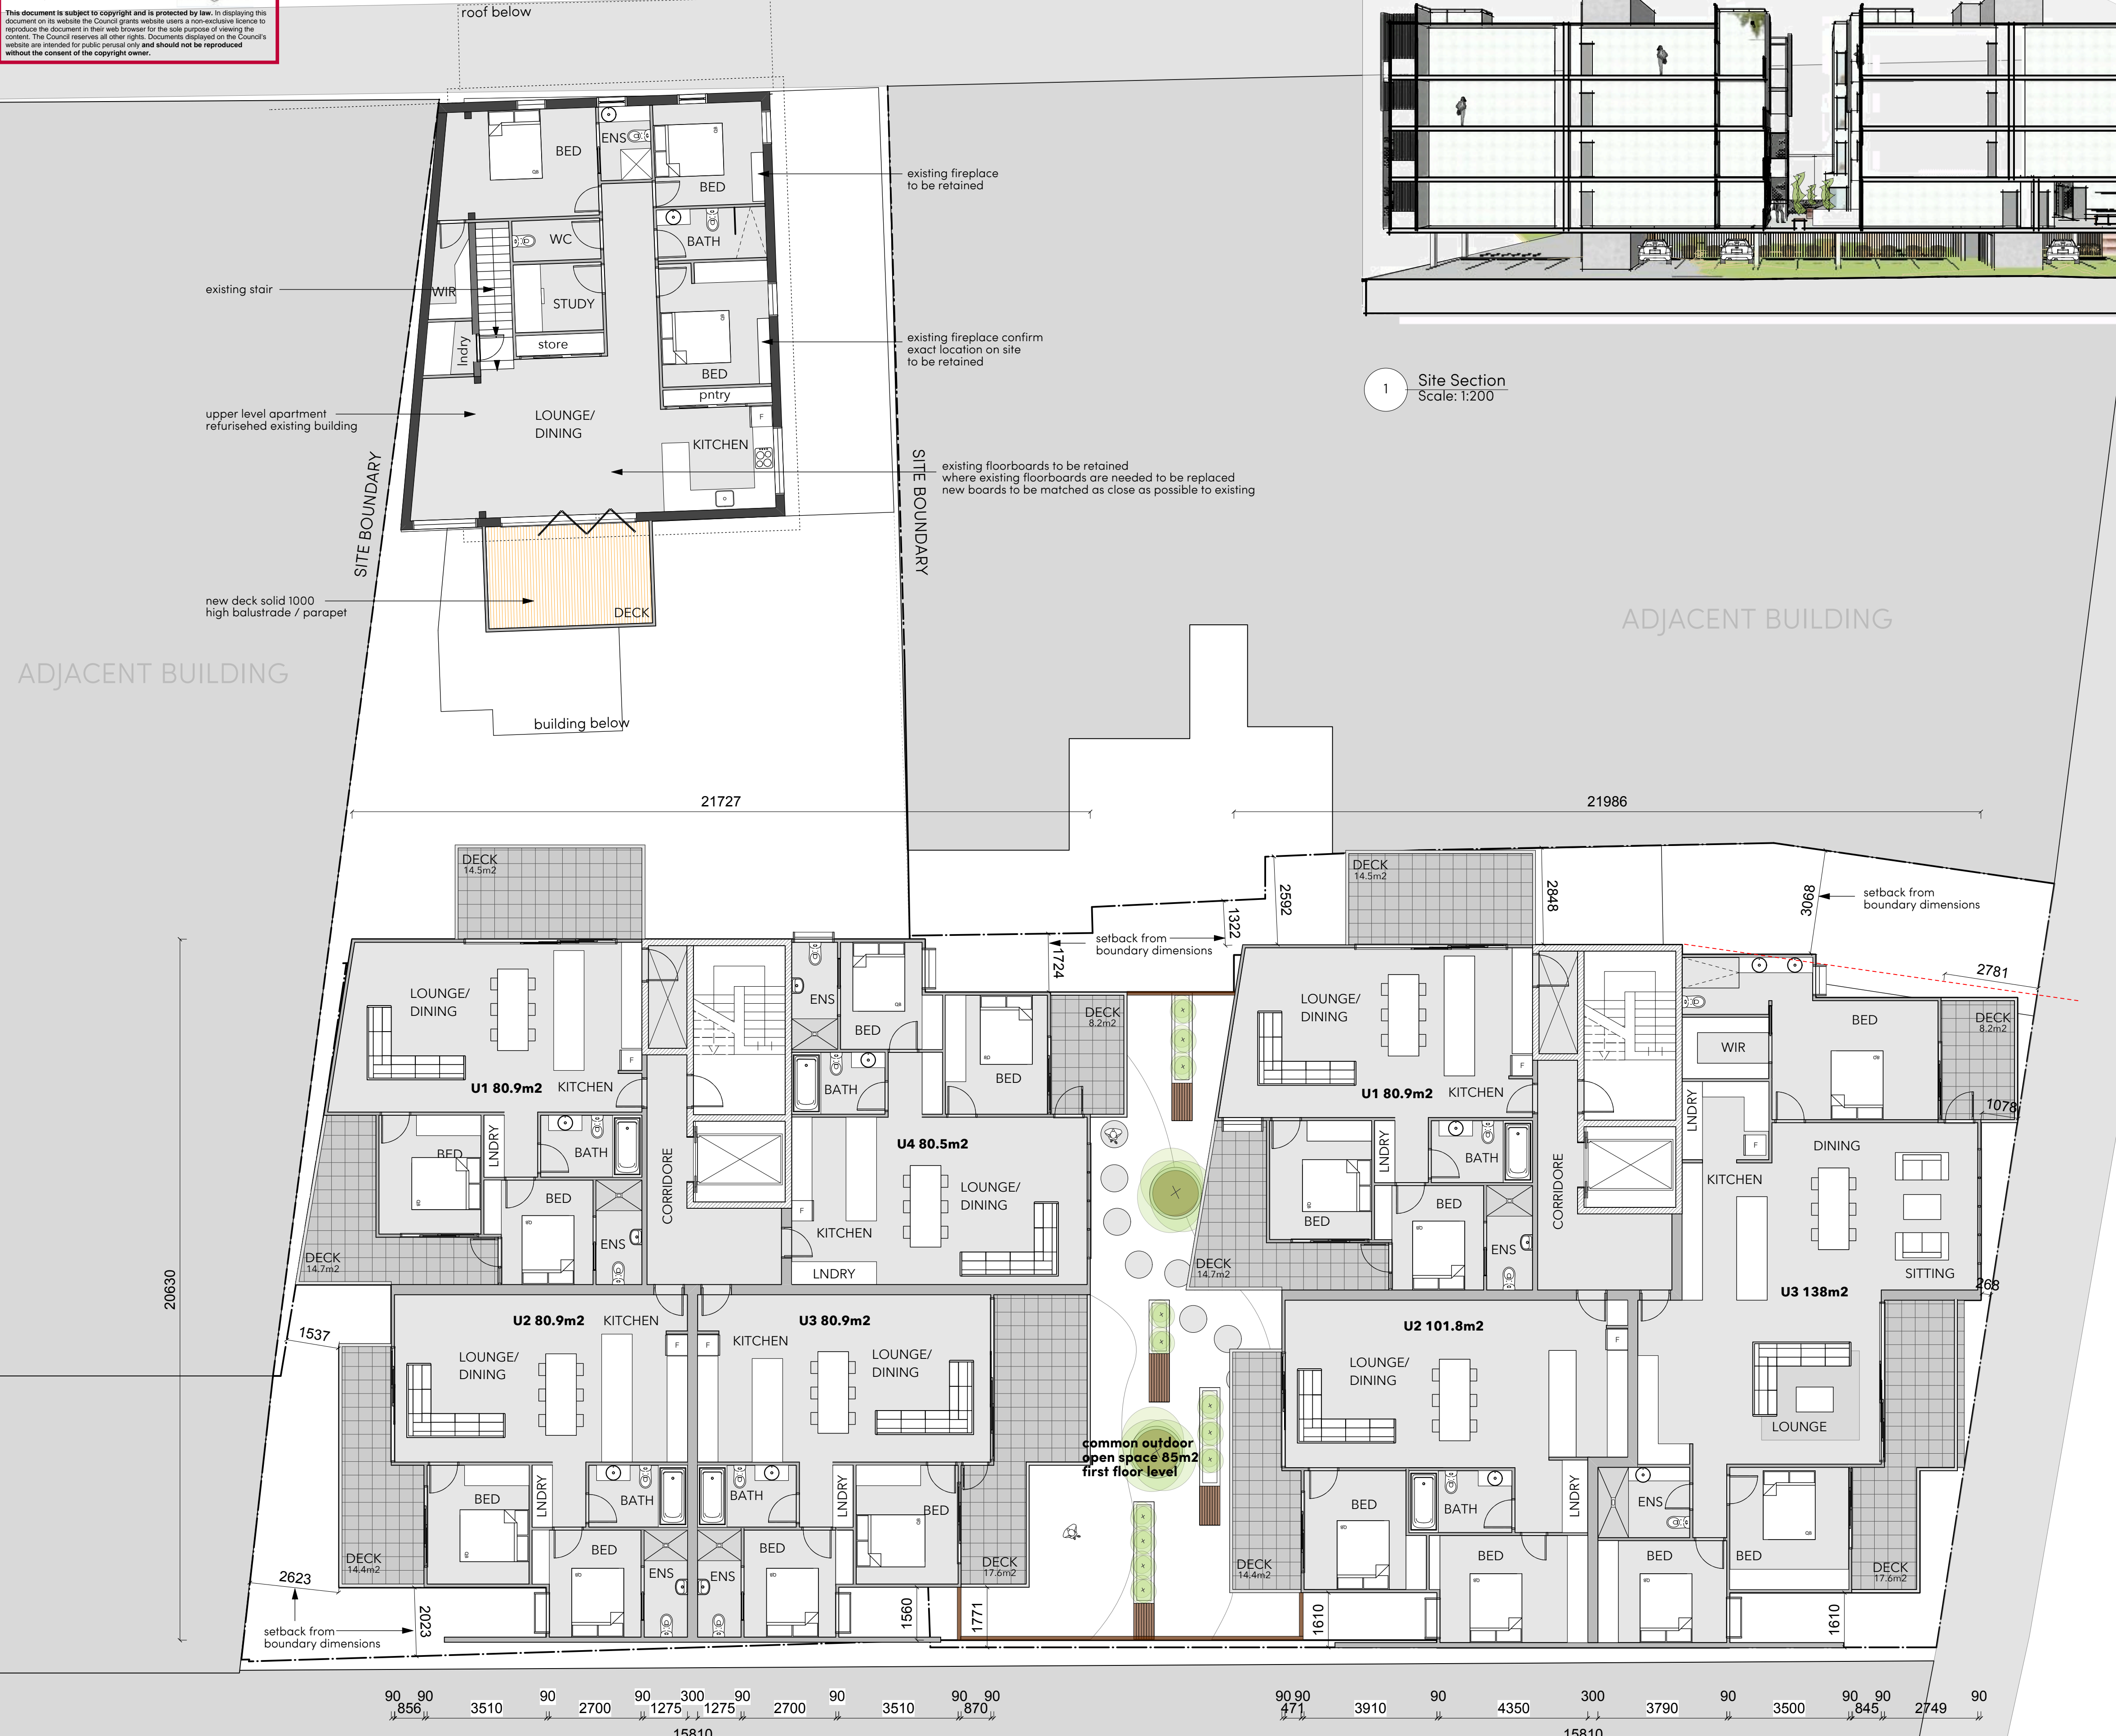 This document is subject to copyright and is protected by law. In displaying this
document on its website the Council grants website users a non-exclusive licence to
reproduce the document in their web browser for the sole purpose of viewing the
content. The Council reserves all other rights. Documents displayed on the Council's
website are intended for public perusal only and should not be reproduced
without the consent of the copyright owner.
roof below
BED
ENS
BED
existing fireplace
to be retained
WC
BATH
existing stair
WIR
STUDY
lndry
store
BED
existing fireplace confirm
exact location on site
to be retained
pntry
F
upper level apartment
refurisehed existing building
LOUNGE/
DINING
KITCHEN
existing floorboards to be retained
where existing floorboards are needed to be replaced
new boards to be matched as close as possible to existing
SITE BOUNDARY
SITE BOUNDARY
new deck solid 1000
high balustrade / parapet
DECK
building below
ADJACENT BUILDING
ADJACENT BUILDING
1
Site Section
Scale: 1:200
21727
21986
DECK
14.5m2
DECK
14.5m2
2592
1322
2848
3068
setback from
boundary dimensions
setback from
boundary dimensions
1724
2781
LOUNGE/
DINING
F
U1 80.9m2
KITCHEN
ENS
BED
BATH
BED
DECK
8.2m2
LOUNGE/
DINING
F
U1 80.9m2
KITCHEN
WIR
BED
DECK
8.2m2
1078
BED
LNDRY
BATH
BED
ENS
CORRIDORE
DECK
14.7m2
U4 80.5m2
LOUNGE/
DINING
F
KITCHEN
LNDRY
BED
LNDRY
BATH
BED
ENS
CORRIDORE
DECK
14.7m2
LNDRY
F
KITCHEN
DINING
SITTING
U3 138m2
268
20630
1537
U2 80.9m2
KITCHEN
LOUNGE/
DINING
F
F
U3 80.9m2
KITCHEN
LOUNGE/
DINING
U2 101.8m2
LOUNGE/
DINING
F
LOUNGE
common outdoor
open space 85m2
first floor level
BED
LNDRY
BATH
BED
ENS
DECK
14.4m2
BATH
LNDRY
BED
BED
ENS
DECK
17.6m2
BED
BATH
LNDRY
BED
DECK
14.4m2
ENS
BED
BED
DECK
17.6m2
2623
setback from
boundary dimensions
2023
1560
1771
1610
1610
90 856 90 3510 90 2700 90 1275 300 1275 90 2700 90 3510 90 870 90
15810
90 471 90 3910 90 4350 300 3790 90 3500 90 845 90 2749 90
15810